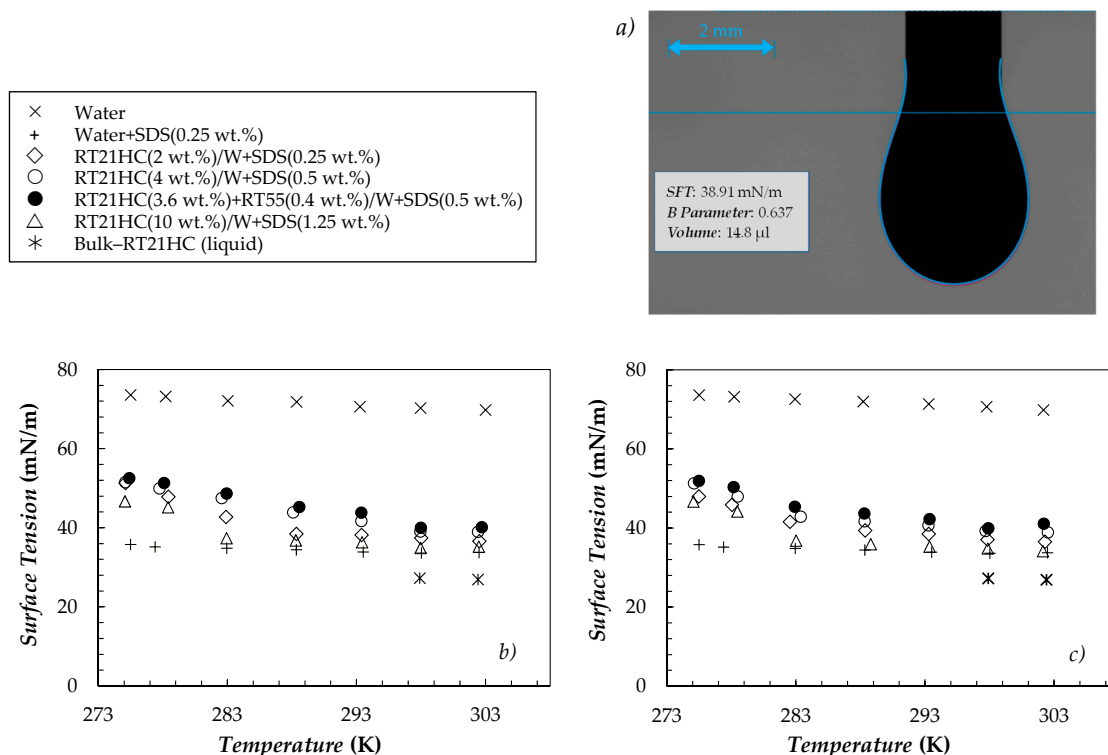 a)
2 mm
SFT: 38.91 mN/m
B Parameter: 0.637
Volume: 14.8 µl
Water
Water+SDS(0.25 wt.%)
RT21HC(2 wt.%)/W+SDS(0.25 wt.%)
RT21HC(4 wt.%)/W+SDS(0.5 wt.%)
RT21HC(3.6 wt.%)+RT55(0.4 wt.%)/W+SDS(0.5 wt.%)
RT21HC(10 wt.%)/W+SDS(1.25 wt.%)
Bulk–RT21HC (liquid)
80
60
40
20
0
Surface Tension (mN/m)
b)
273
283
293
303
Temperature (K)
80
60
40
20
0
Surface Tension (mN/m)
c)
273
283
293
303
Temperature (K)